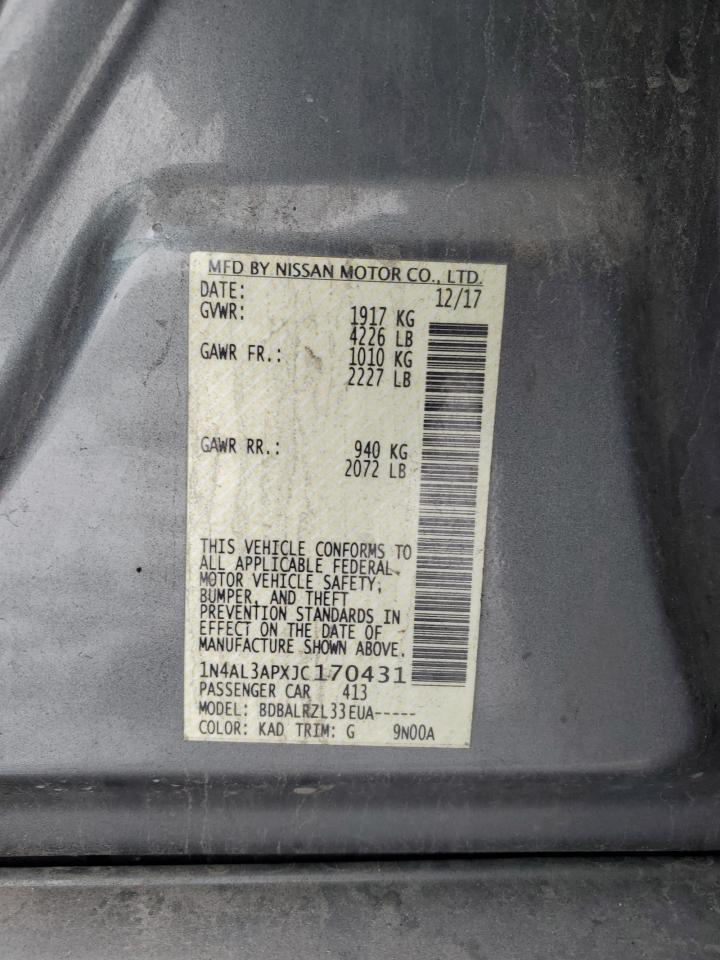 MFD BY NISSAN MOTOR CO., LTD.
DATE: 12/17
GVWR: 1917 KG
4226 LB
GAWR FR.: 1010 KG
2227 LB
GAWR RR.: 940 KG
2072 LB
THIS VEHICLE CONFORMS TO
ALL APPLICABLE FEDERAL
MOTOR VEHICLE SAFETY,
BUMPER, AND THEFT
PREVENTION STANDARDS IN
EFFECT ON THE DATE OF
MANUFACTURE SHOWN ABOVE.
1N4AL3APXJC170431
PASSENGER CAR 413
MODEL: BDBALRZL33EUA-----
COLOR: KAD TRIM: G 9N00A